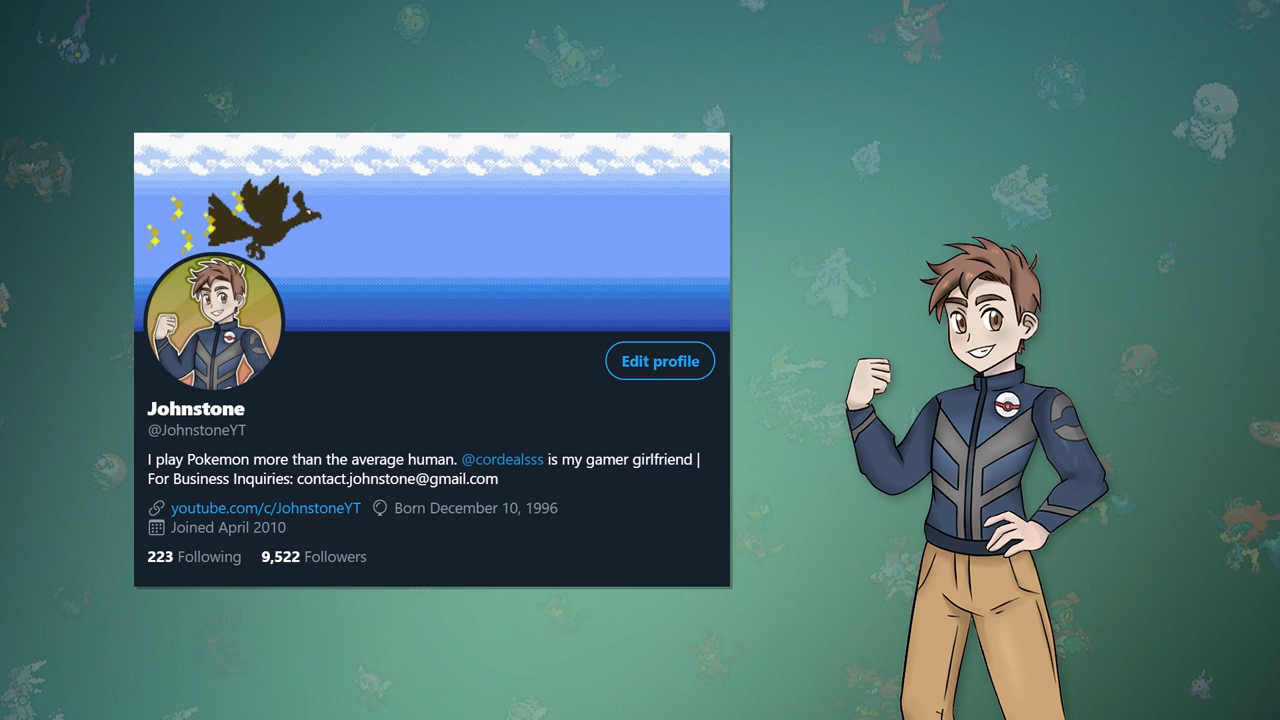 Edit profile
Johnstone
@JohnstoneYT
I play Pokemon more than the average human. @cordealsss is my gamer girlfriend |
For Business Inquiries: contact.johnstone@gmail.com
youtube.com/c/JohnstoneYT Born December 10, 1996
Joined April 2010
223 Following 9,522 Followers